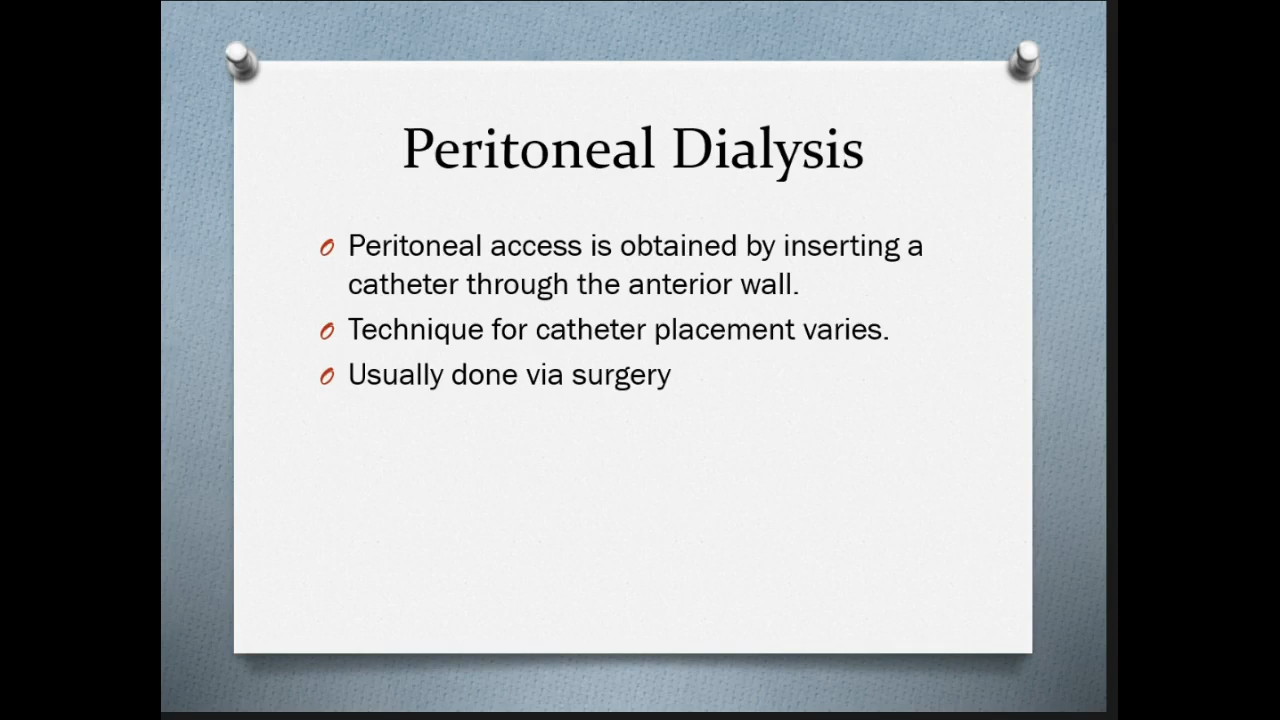 Peritoneal Dialysis
Peritoneal access is obtained by inserting a
catheter through the anterior wall.
Technique for catheter placement varies.
Usually done via surgery